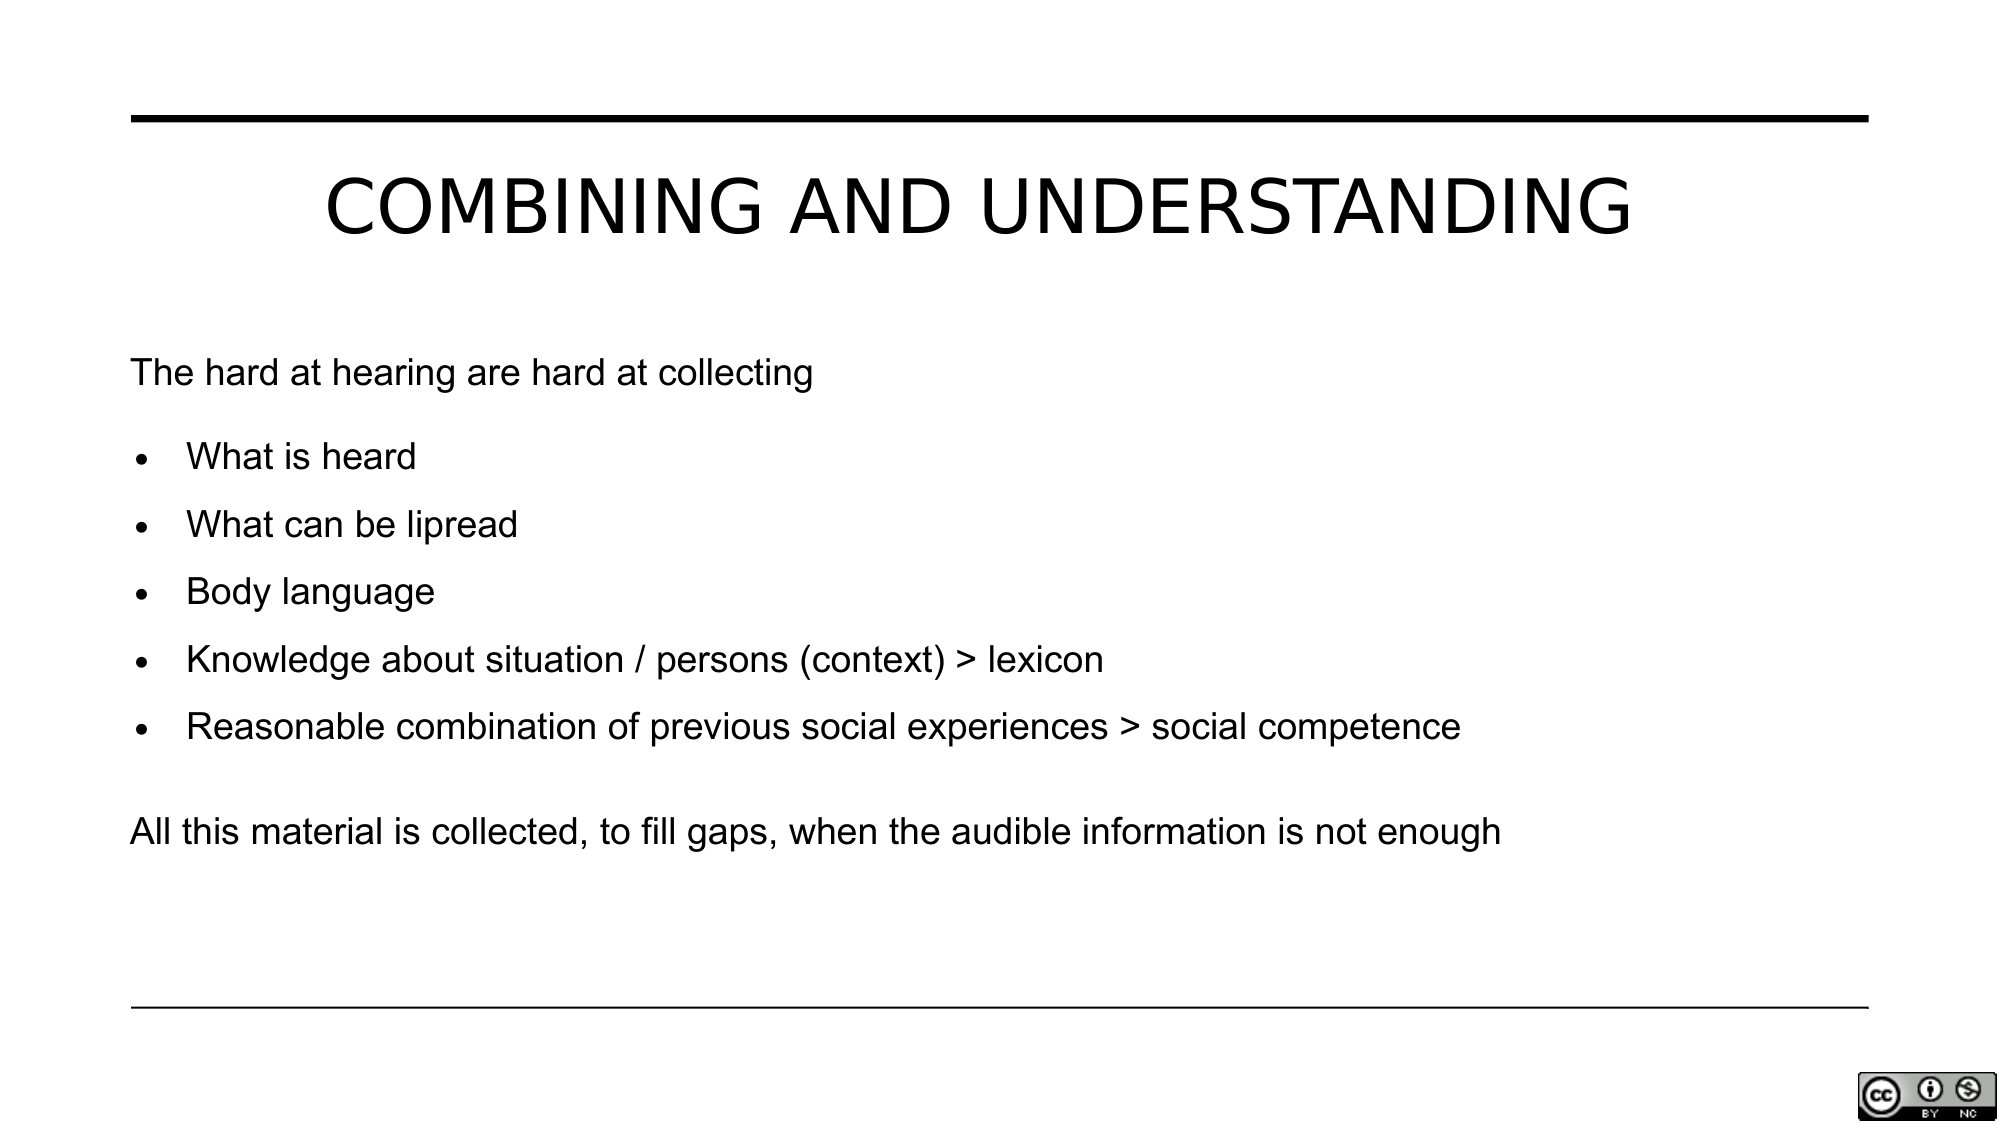 COMBINING AND UNDERSTANDING
The hard at hearing are hard at collecting
• What is heard
• What can be lipread
• Body language
• Knowledge about situation / persons (context) > lexicon
• Reasonable combination of previous social experiences > social competence
All this material is collected, to fill gaps, when the audible information is not enough
cc
BY NC